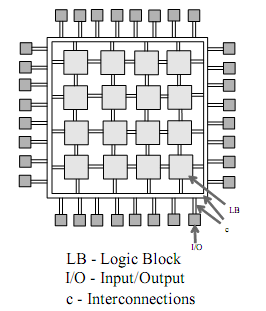 LB
c
I/O
LB - Logic Block
I/O - Input/Output
c - Interconnections